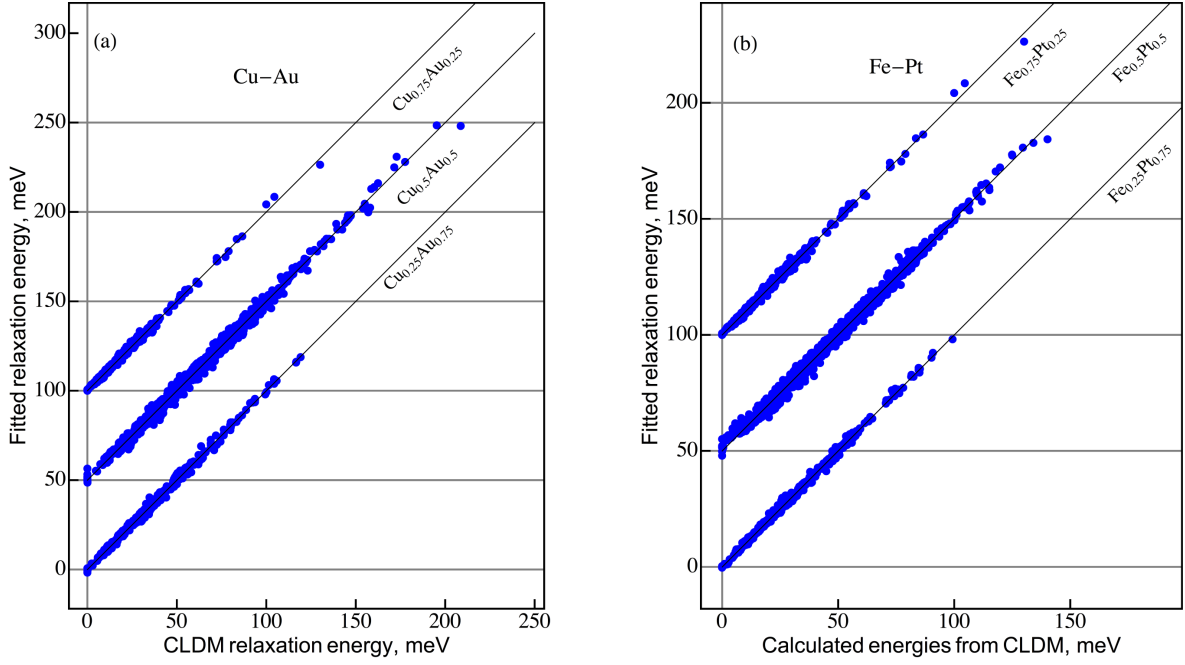 (a)
Cu−Au
Cu0.75Au0.25
Cu0.5Au0.5
Cu0.25Au0.75
300
250
200
150
100
50
0
0 50 100 150 200 250
Fitted relaxation energy, meV
CLDM relaxation energy, meV
(b)
Fe−Pt
Fe0.75Pt0.25
Fe0.5Pt0.5
Fe0.25Pt0.75
200
150
100
50
0
0 50 100 150
Fitted relaxation energy, meV
Calculated energies from CLDM, meV